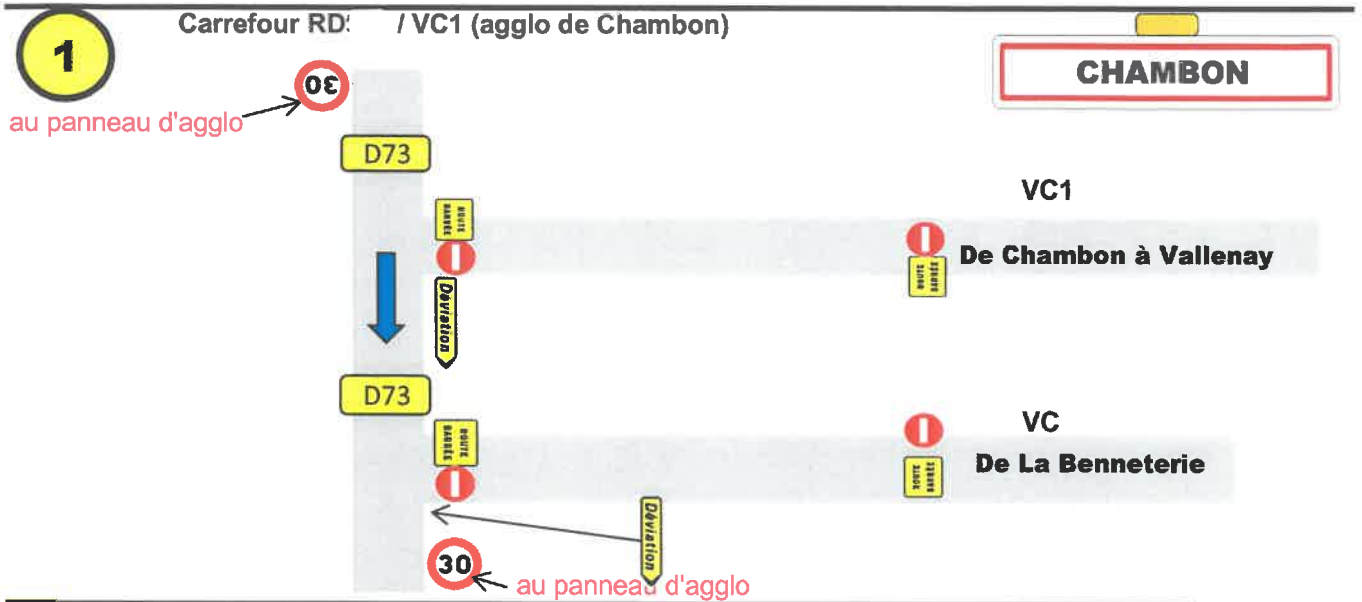 1
Carrefour RD: / VC1 (agglo de Chambon)
CHAMBON
30
au panneau d'agglo
D73
VC1
ROUTE
BARRÉE
De Chambon à Vallenay
ROUTE
BARRÉE
Déviation
D73
VC
ROUTE
BARRÉE
De La Benneterie
ROUTE
BARRÉE
Déviation
30
au panneau d'agglo